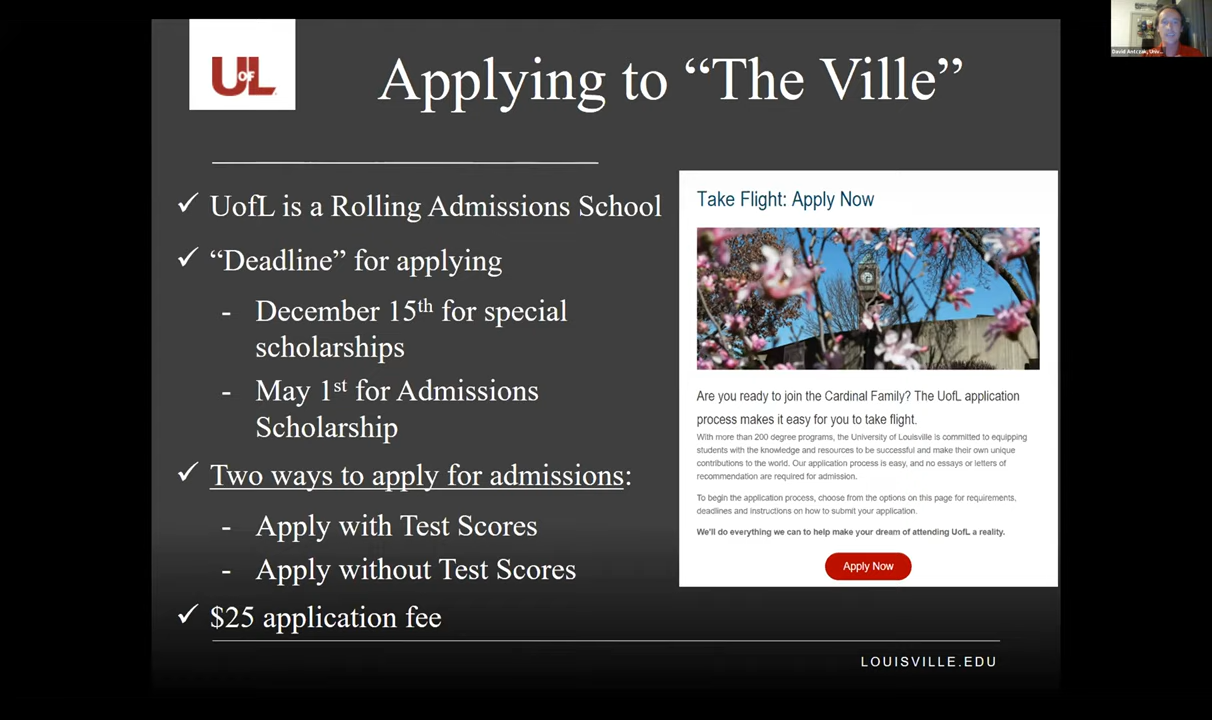 UOFL
Applying to “The Ville”
✓ UofL is a Rolling Admissions School
✓ “Deadline” for applying
- December 15th for special
scholarships
- May 1st for Admissions
Scholarship
✓ Two ways to apply for admissions:
- Apply with Test Scores
- Apply without Test Scores
✓ $25 application fee
Take Flight: Apply Now
Are you ready to join the Cardinal Family? The UofL application
process makes it easy for you to take flight.
With more than 200 degree programs, the University of Louisville is committed to equipping
students with the knowledge and resources to be successful and make their own unique
contributions to the world. Our application process is easy, and no essays or letters of
recommendation are required for admission.
To begin the application process, choose from the options on this page for requirements,
deadlines and instructions on how to submit your application.
We'll do everything we can to help make your dream of attending UofL a reality.
Apply Now
LOUISVILLE.EDU
David Antczak, Univ...